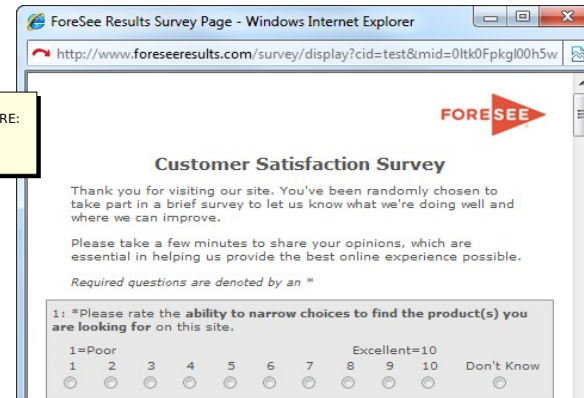 ForeSee Results Survey Page - Windows Internet Explorer
http://www.foreseeresults.com/survey/display?cid=test&mid=0Itk0Fpkgl00h5w
RE:
FORESEE
Customer Satisfaction Survey
Thank you for visiting our site. You've been randomly chosen to
take part in a brief survey to let us know what we're doing well and
where we can improve.
Please take a few minutes to share your opinions, which are
essential in helping us provide the best online experience possible.
Required questions are denoted by an *
1: *Please rate the ability to narrow choices to find the product(s) you
are looking for on this site.
1=Poor Excellent=10
1 2 3 4 5 6 7 8 9 10 Don't Know